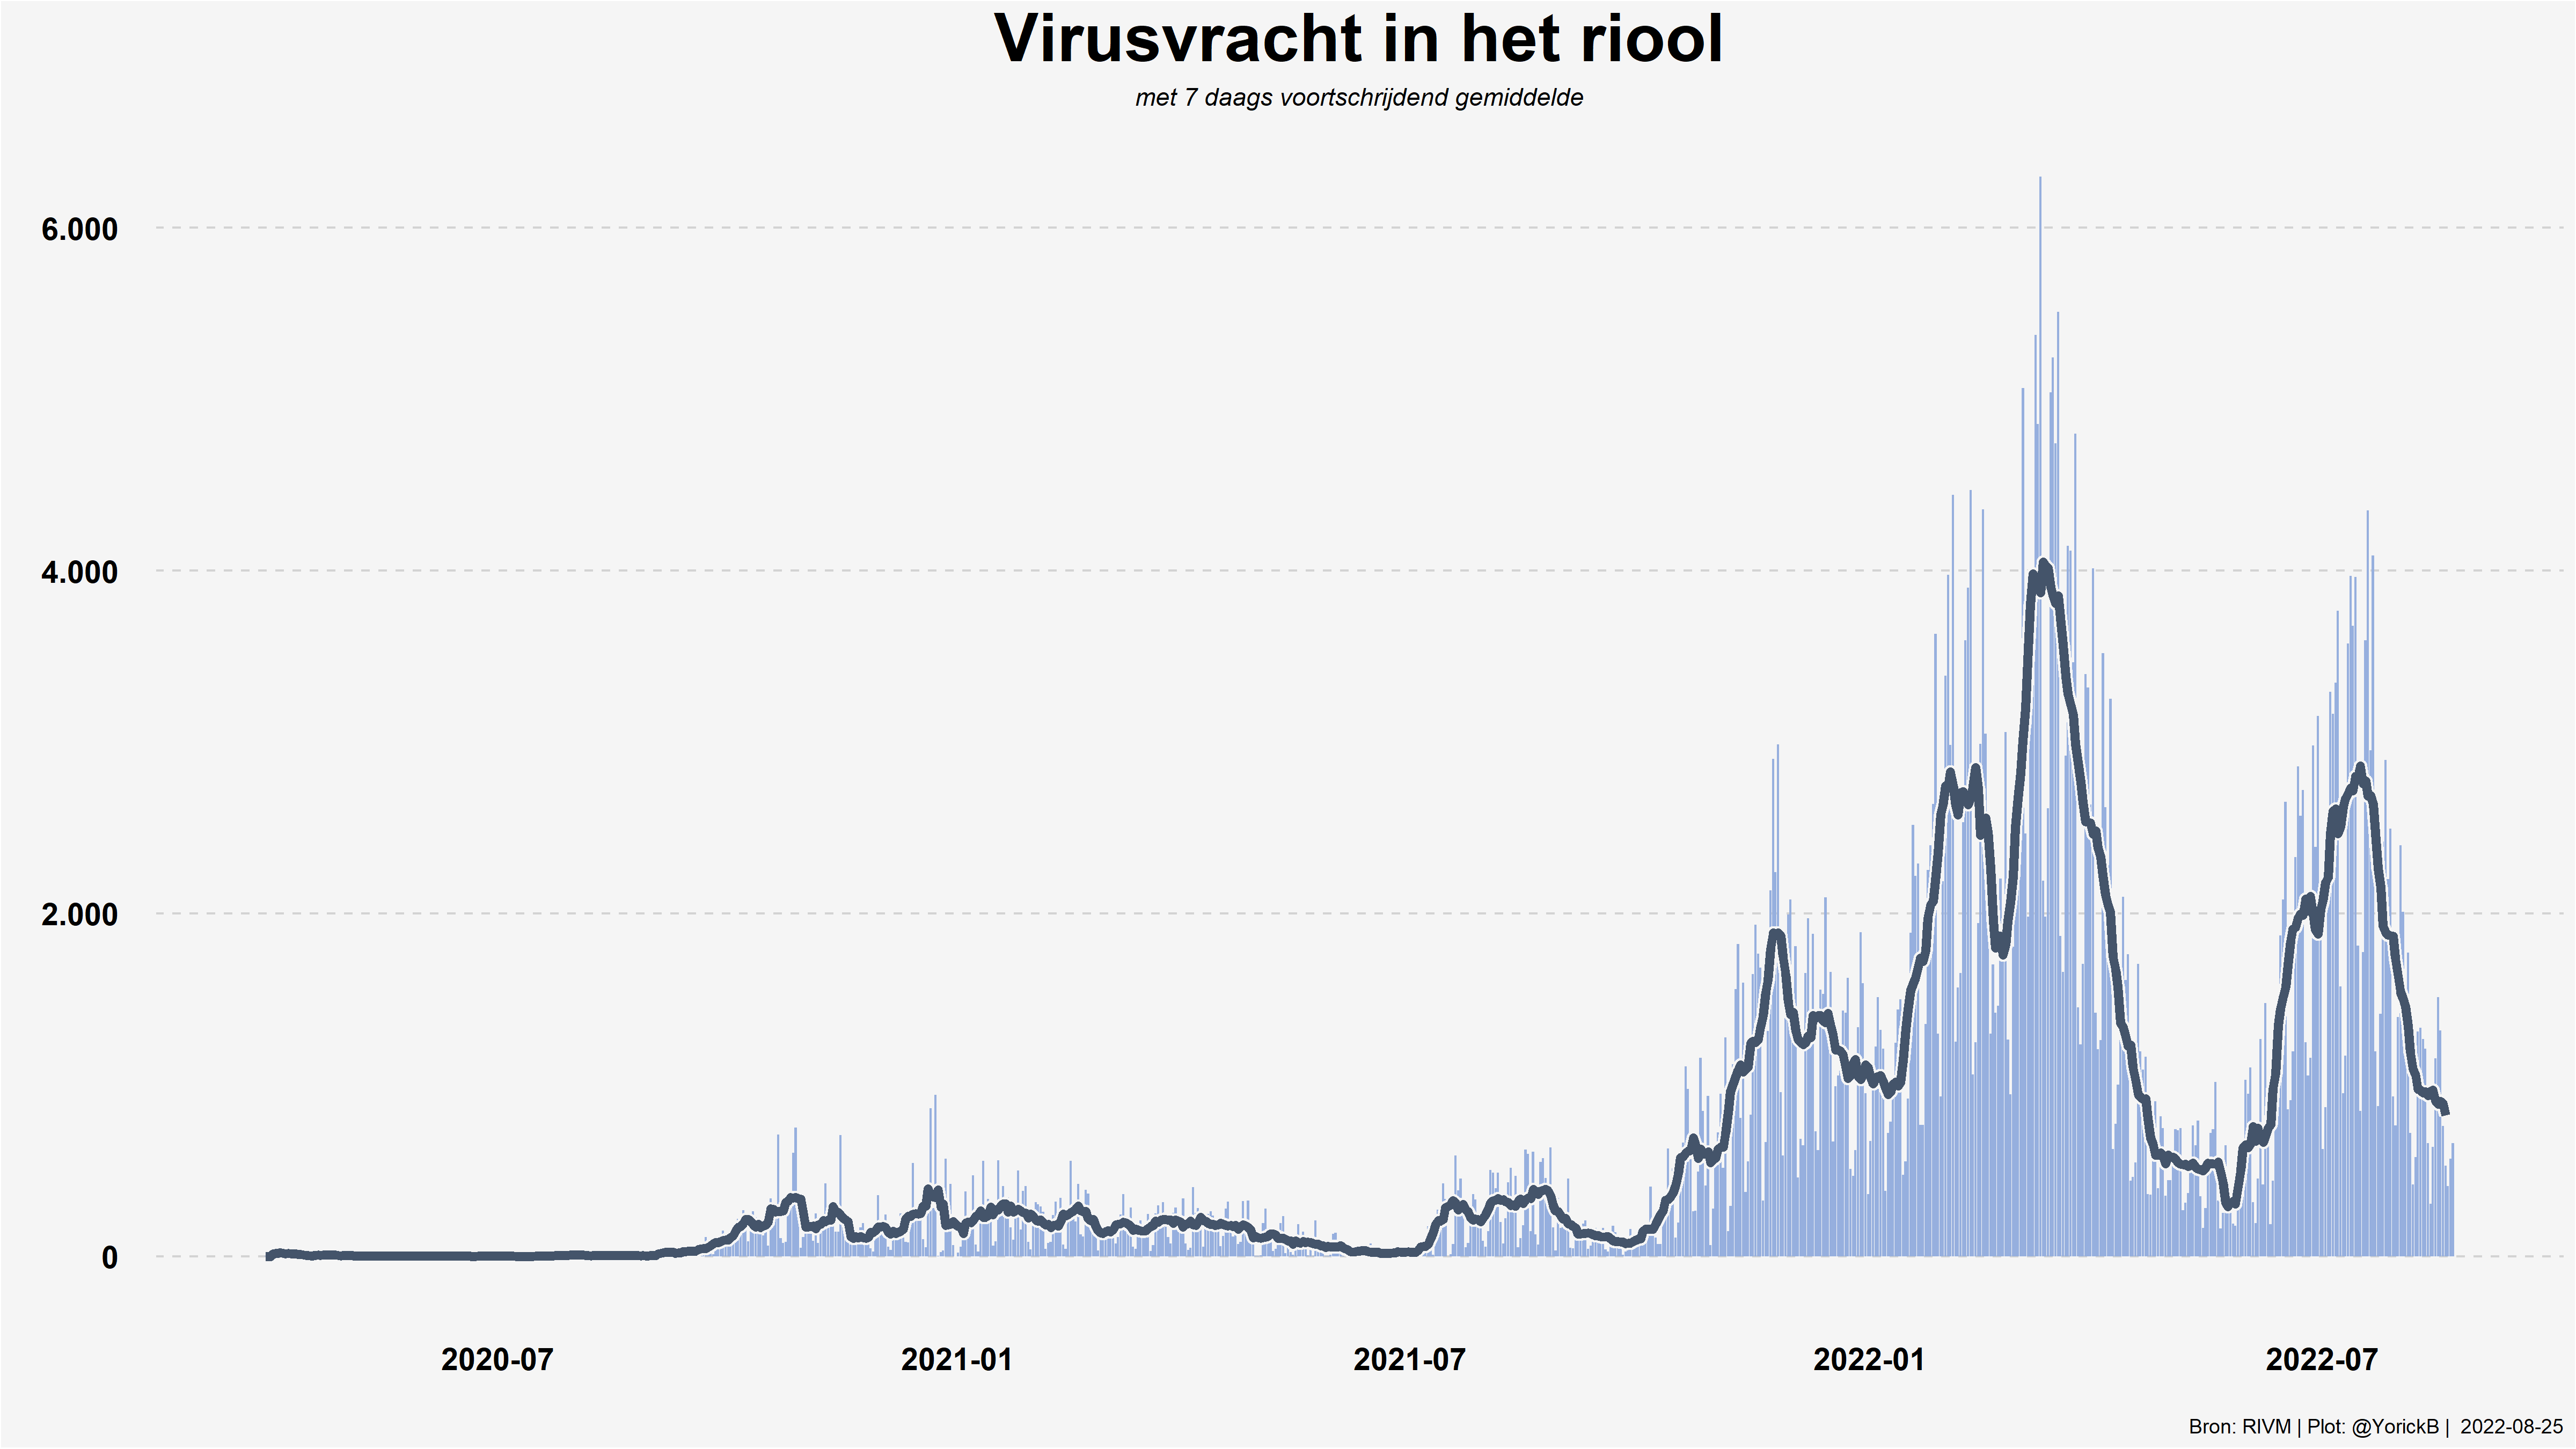 Virusvracht in het riool
met 7 daags voortschrijdend gemiddelde
6.000
4.000
2.000
0
2020-07 2021-01 2021-07 2022-01 2022-07
Bron: RIVM | Plot: @YorickB | 2022-08-25